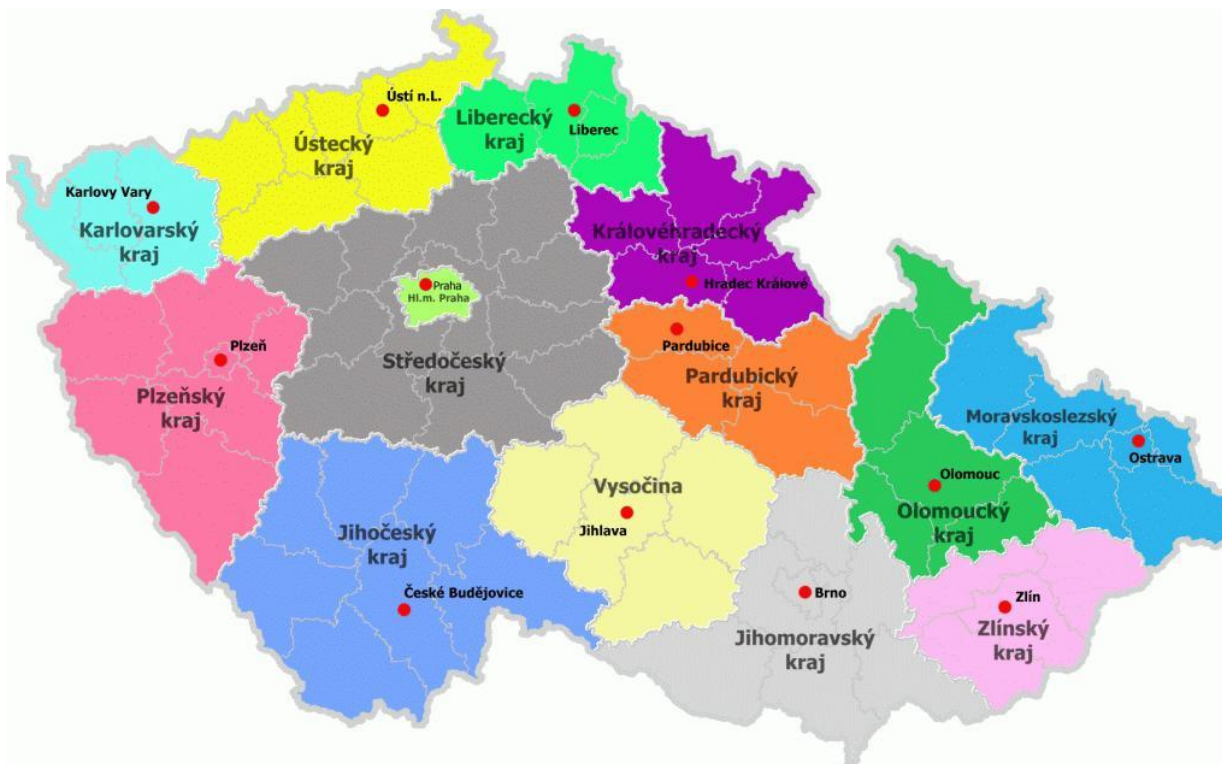 Ústí n.L.
Liberecký
kraj
Liberec
Ústecký
kraj
Karlovy Vary
Karlovarský
kraj
Královéhradecký
kraj
Hradec Králové
Praha
Hl.m. Praha
Plzeň
Plzeňský
kraj
Středočeský
kraj
Pardubice
Pardubický
kraj
Moravskoslezský
kraj
Ostrava
Vysočina
Jihlava
Olomouc
Olomoucký
kraj
Jihočeský
kraj
České Budějovice
Brno
Jihomoravský
kraj
Zlín
Zlínský
kraj